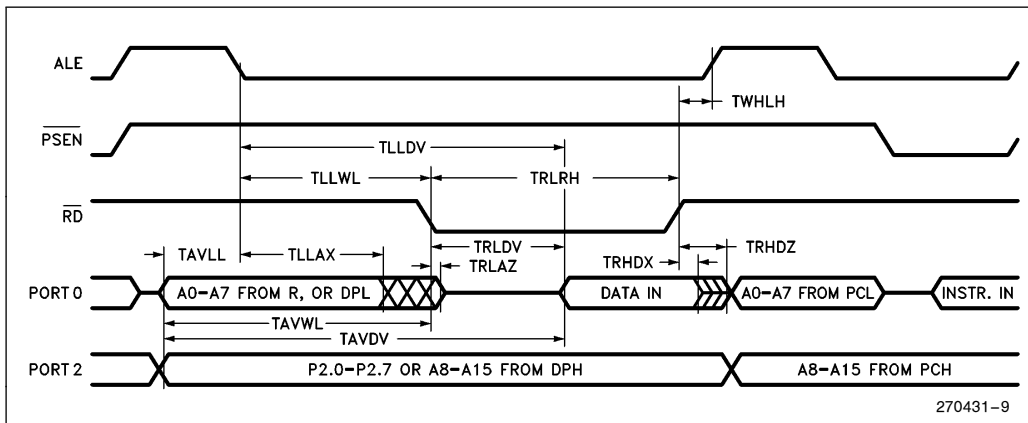 ALE
TWHLH
PSEN
TLLDV
TLLWL
TRLRH
RD
TAVLL
TLLAX
TRLDV
TRLAZ
TRHDX
TRHDZ
PORT 0
A0–A7 FROM R, OR DPL
DATA IN
A0–A7 FROM PCL
INSTR. IN
TAVWL
TAVDV
PORT 2
P2.0–P2.7 OR A8–A15 FROM DPH
A8–A15 FROM PCH
270431–9